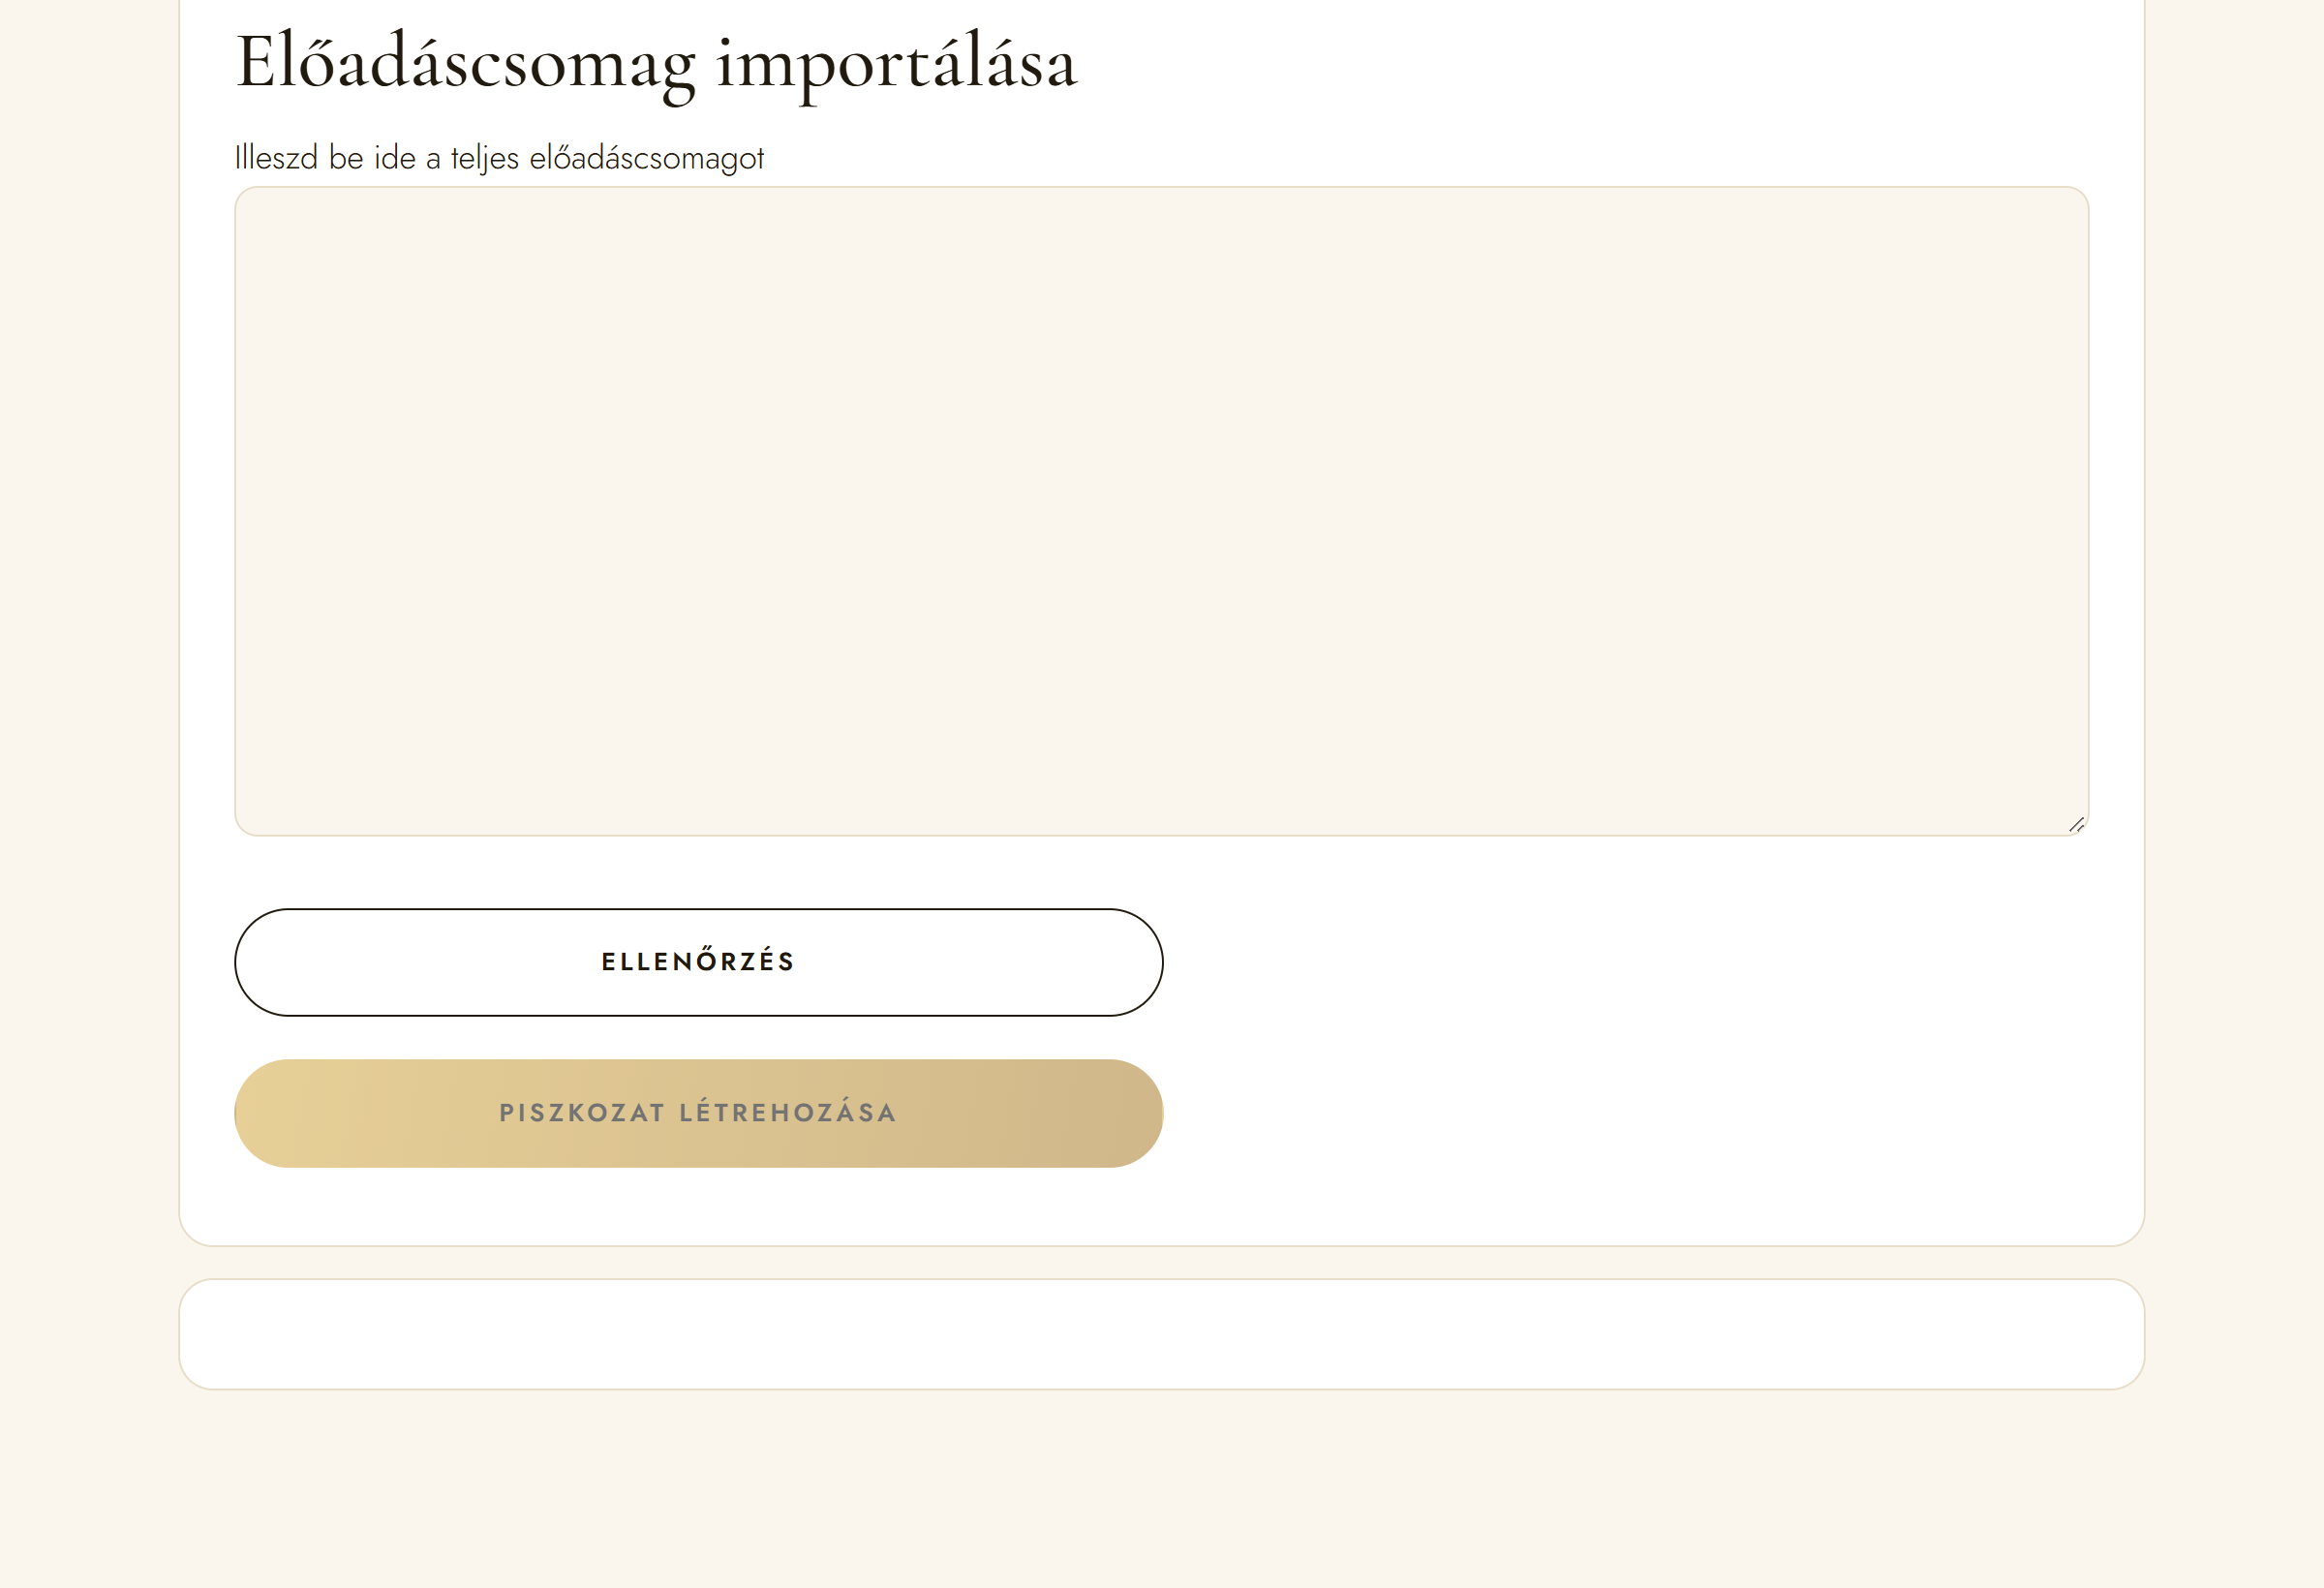 Előadáscsomag importálása
Illeszd be ide a teljes előadáscsomagot
ELLENŐRZÉS
PISZKOZAT LÉTREHOZÁSA